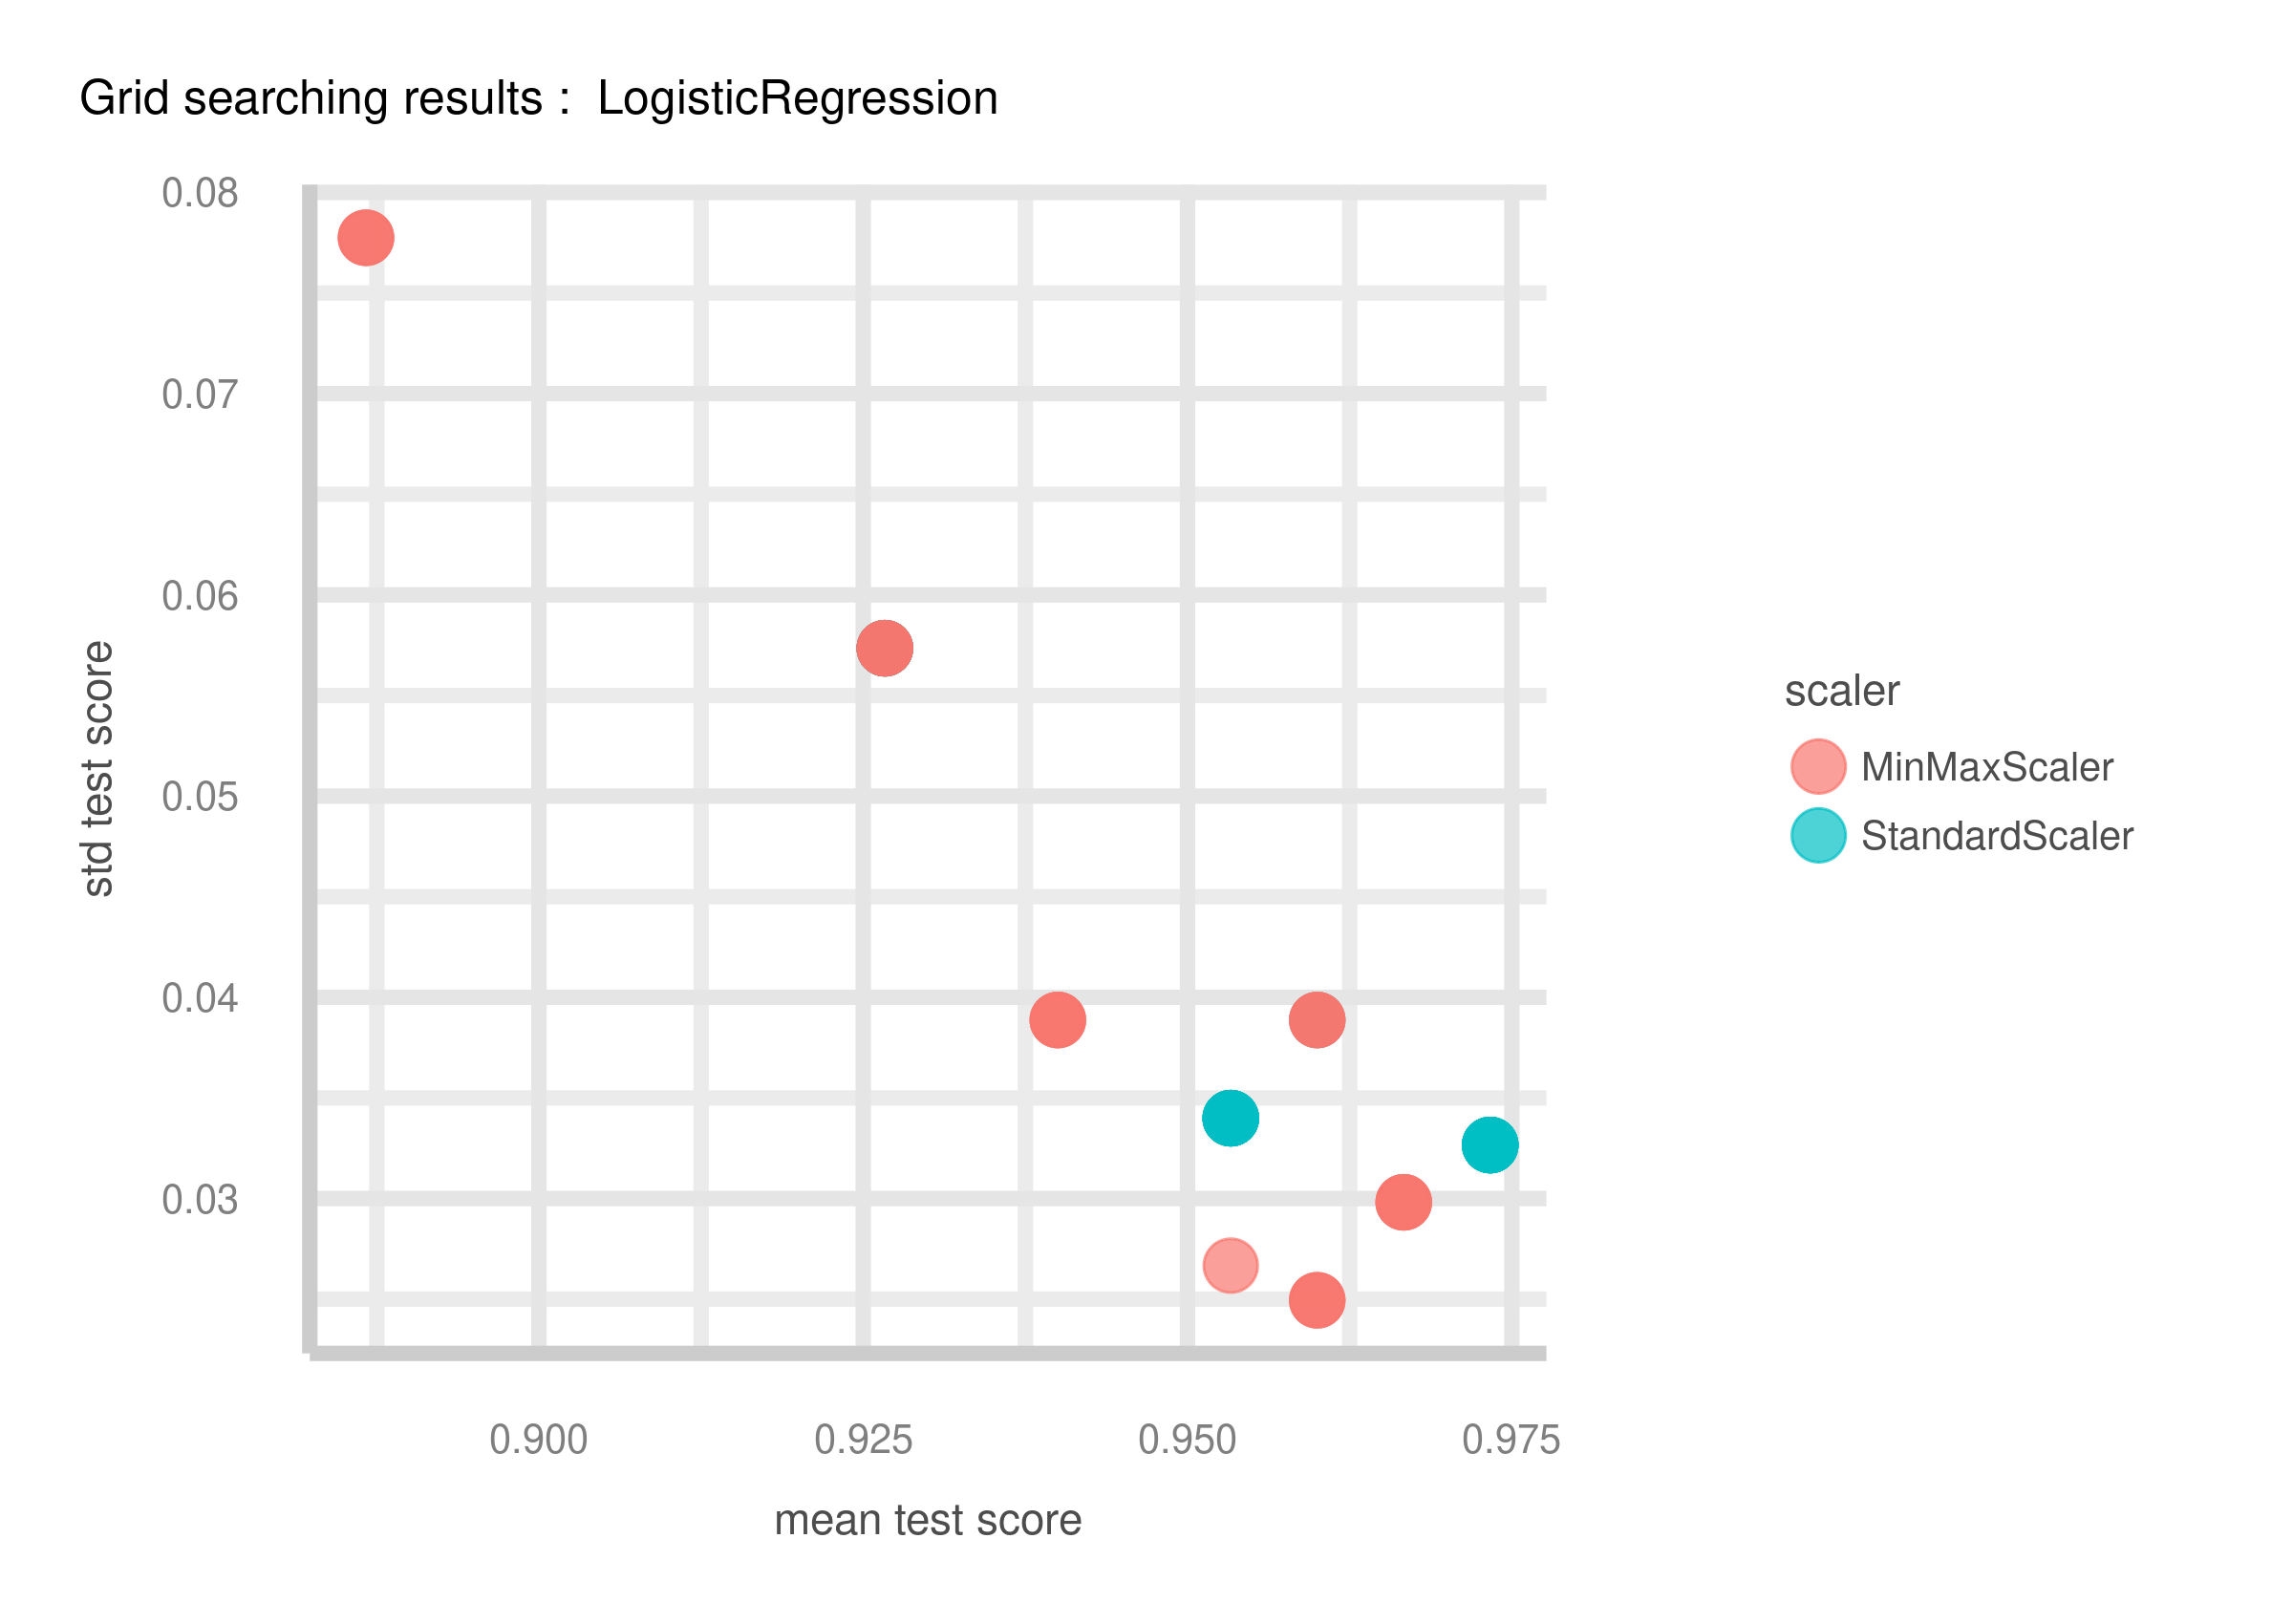 Grid searching results :  LogisticRegression
0.08
0.07
0.06
0.05
0.04
0.03
std test score
0.900 0.925 0.950 0.975
mean test score
scaler
MinMaxScaler
StandardScaler